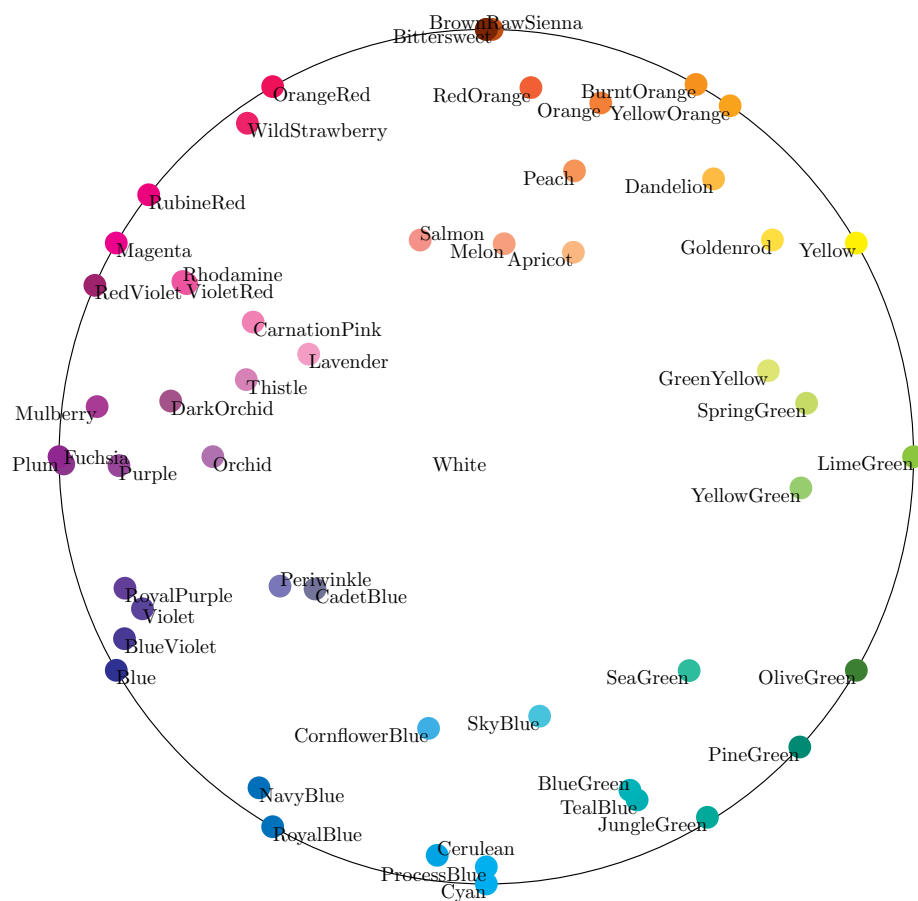 BrownRawSienna
Bittersweet
OrangeRed
RedOrange
BurntOrange
Orange
YellowOrange
WildStrawberry
Peach
Dandelion
RubineRed
Salmon
Magenta
Melon
Apricot
Goldenrod
Yellow
Rhodamine
RedViolet
VioletRed
CarnationPink
Lavender
GreenYellow
Thistle
Mulberry
DarkOrchid
SpringGreen
Fuchsia
Plum
Purple
Orchid
White
LimeGreen
YellowGreen
Periwinkle
RoyalPurple
CadetBlue
Violet
BlueViolet
Blue
SeaGreen
OliveGreen
SkyBlue
CornflowerBlue
PineGreen
BlueGreen
NavyBlue
TealBlue
JungleGreen
RoyalBlue
Cerulean
ProcessBlue
Cyan